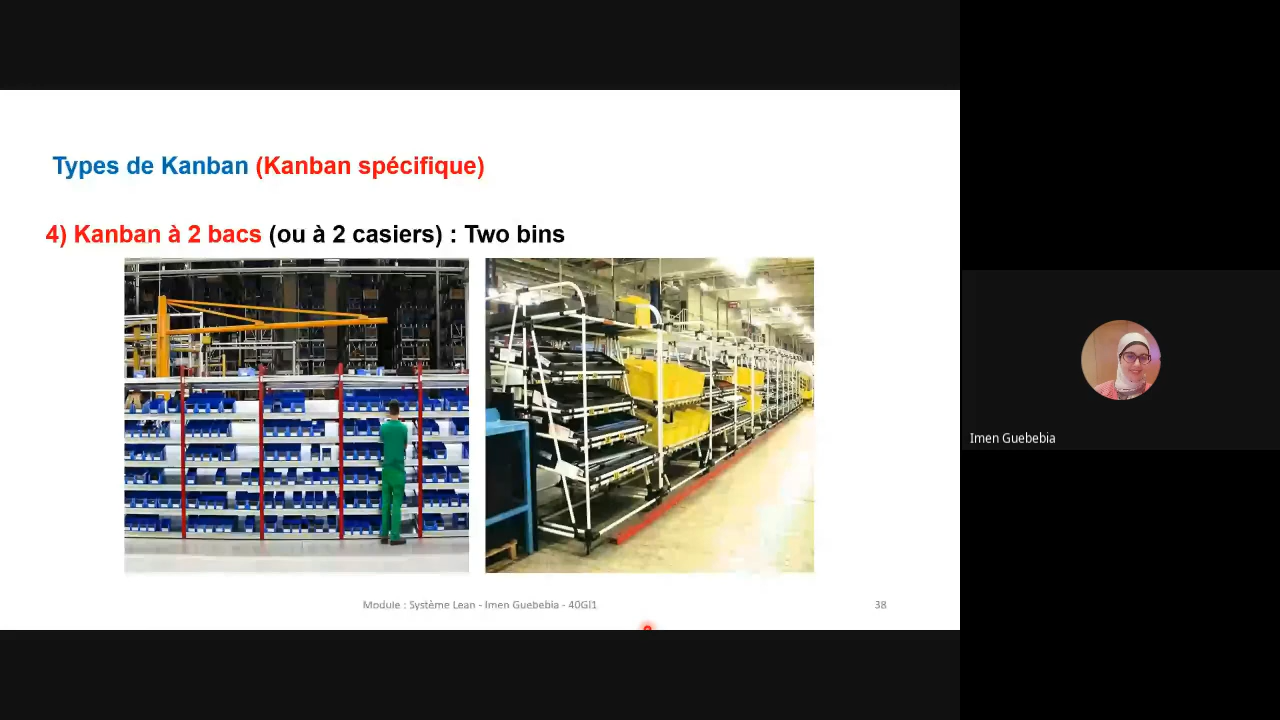 Types de Kanban (Kanban spécifique)
4) Kanban à 2 bacs (ou à 2 casiers) : Two bins
Module : Système Lean - Imen Guebebia - 40GI1
38
Imen Guebebia